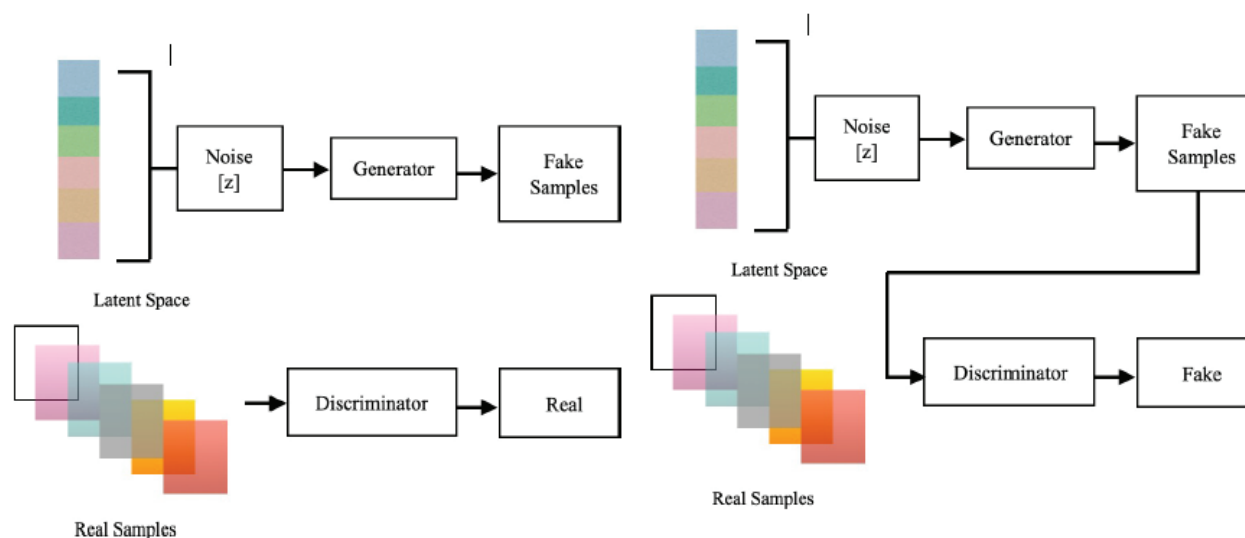 Noise
[z]
Generator
Fake
Samples
Latent Space
Discriminator
Real
Real Samples
Noise
[z]
Generator
Fake
Samples
Latent Space
Discriminator
Fake
Real Samples